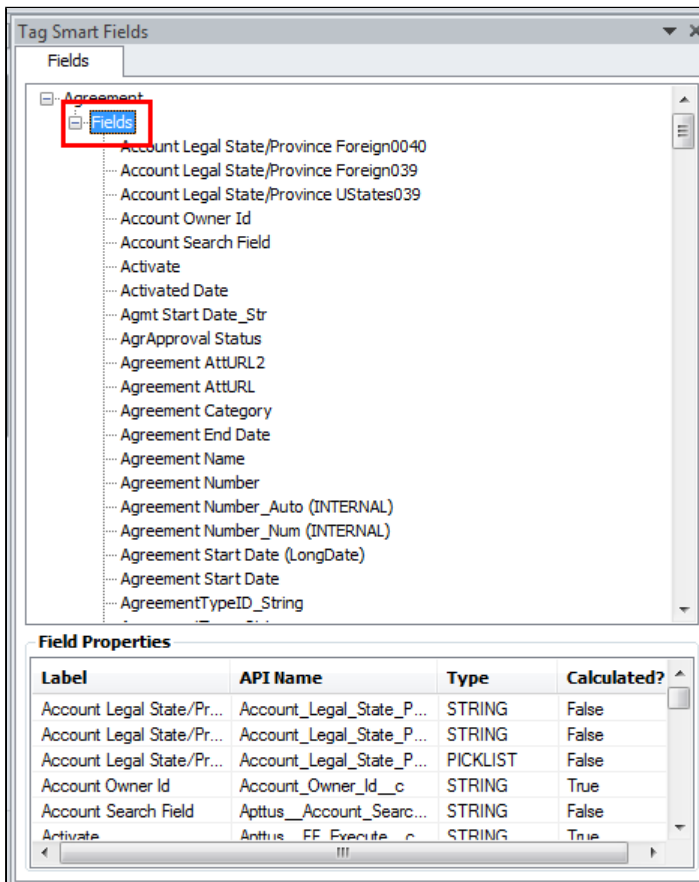 Tag Smart Fields
Fields
Agreement
Fields
Account Legal State/Province Foreign0040
Account Legal State/Province Foreign039
Account Legal State/Province UStates039
Account Owner Id
Account Search Field
Activate
Activated Date
Agmt Start Date_Str
AgrApproval Status
Agreement AttURL2
Agreement AttURL
Agreement Category
Agreement End Date
Agreement Name
Agreement Number
Agreement Number_Auto (INTERNAL)
Agreement Number_Num (INTERNAL)
Agreement Start Date (LongDate)
Agreement Start Date
AgreementTypeID_String
Field Properties
Label API Name Type Calculated?
Account Legal State/Pr... Account_Legal_State_P... STRING False
Account Legal State/Pr... Account_Legal_State_P... STRING False
Account Legal State/Pr... Account_Legal_State_P... PICKLIST False
Account Owner Id Account_Owner_Id__c STRING True
Account Search Field Apttus__Account_Searc... STRING False
Activate Apttus__FF_Execute__c STRING True